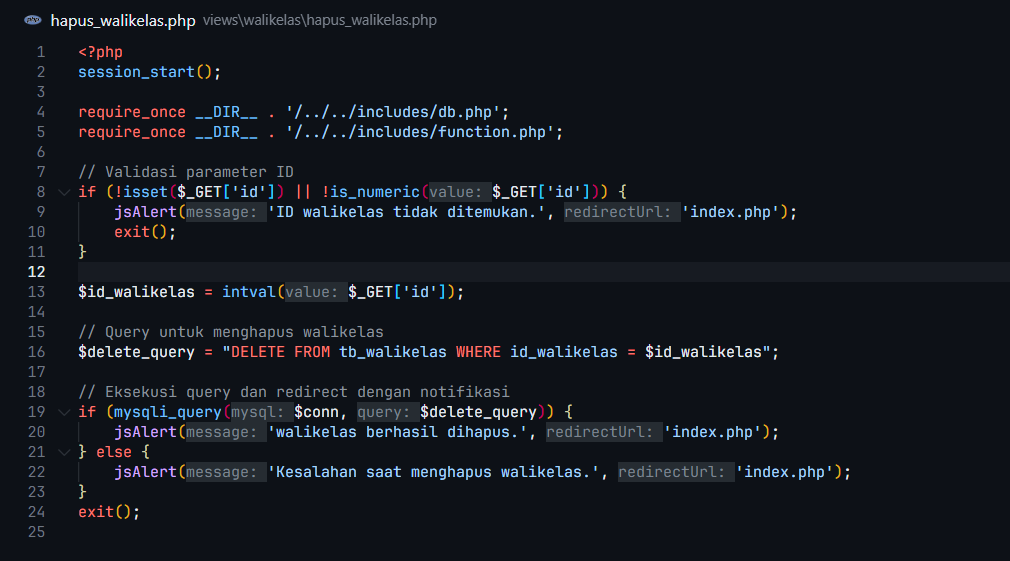 php hapus_walikelas.php views\walikelas\hapus_walikelas.php
1 <?php
2 session_start();
3
4 require_once __DIR__ . '/../../includes/db.php';
5 require_once __DIR__ . '/../../includes/function.php';
6
7 // Validasi parameter ID
8 if (!isset($_GET['id']) || !is_numeric(value: $_GET['id'])) {
9     jsAlert(message: 'ID walikelas tidak ditemukan.', redirectUrl: 'index.php');
10     exit();
11 }
12
13 $id_walikelas = intval(value: $_GET['id']);
14
15 // Query untuk menghapus walikelas
16 $delete_query = "DELETE FROM tb_walikelas WHERE id_walikelas = $id_walikelas";
17
18 // Eksekusi query dan redirect dengan notifikasi
19 if (mysqli_query(mysql: $conn, query: $delete_query)) {
20     jsAlert(message: 'walikelas berhasil dihapus.', redirectUrl: 'index.php');
21 } else {
22     jsAlert(message: 'Kesalahan saat menghapus walikelas.', redirectUrl: 'index.php');
23 }
24 exit();
25